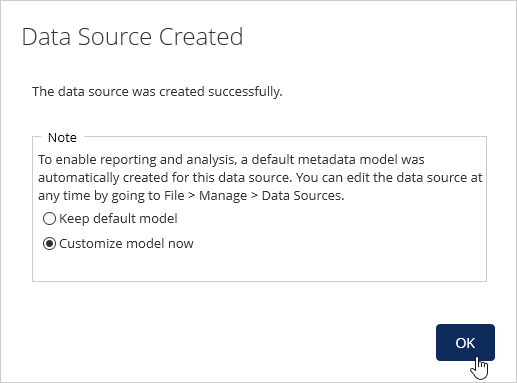 Data Source Created
The data source was created successfully.
Note
To enable reporting and analysis, a default metadata model was
automatically created for this data source. You can edit the data source at
any time by going to File > Manage > Data Sources.
Keep default model
Customize model now
OK